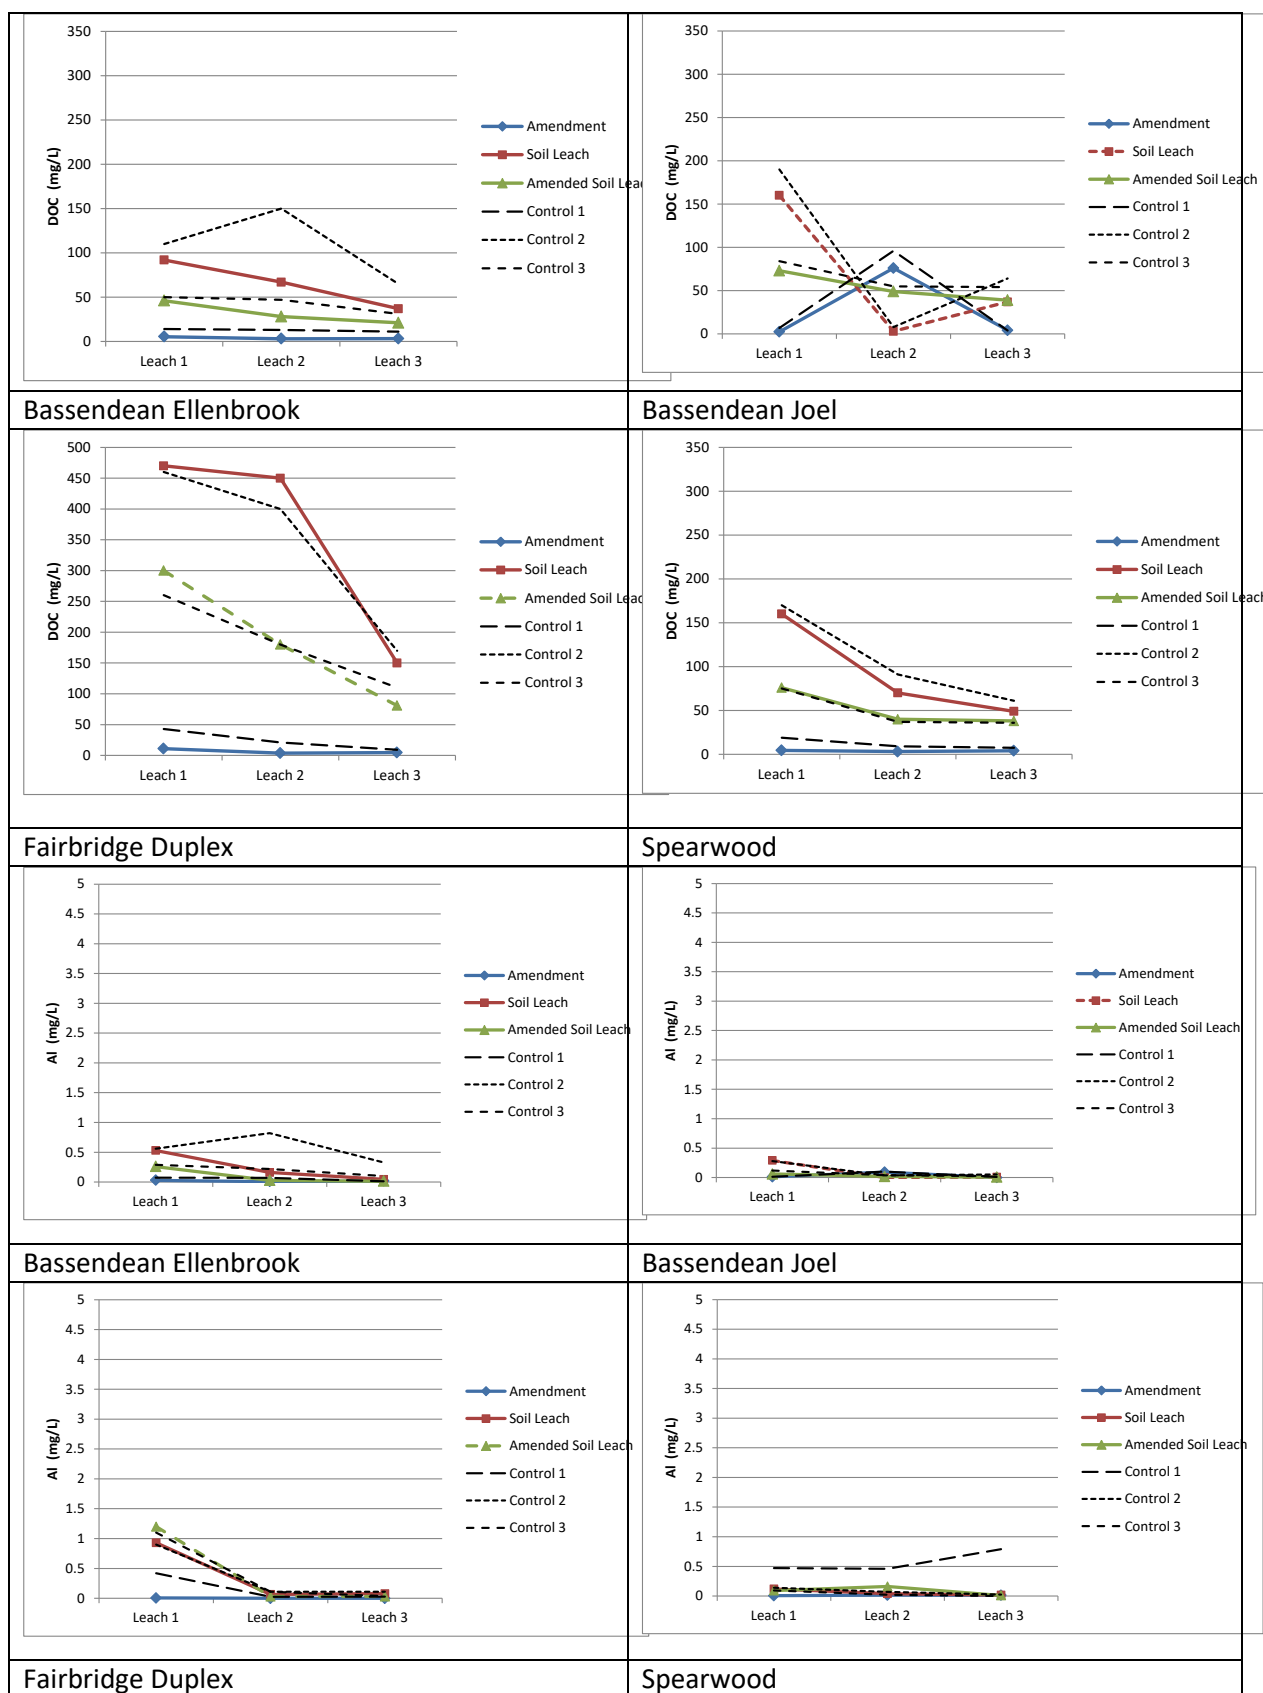 350
300
250
200
150
100
50
0
DOC (mg/L)
Leach 1 Leach 2 Leach 3
Amendment
Soil Leach
Amended Soil Leac
Control 1
Control 2
Control 3
350
300
250
200
150
100
50
0
DOC (mg/L)
Leach 1 Leach 2 Leach 3
Amendment
Soil Leach
Amended Soil Leach
Control 1
Control 2
Control 3
Bassendean Ellenbrook
Bassendean Joel
500
450
400
350
300
250
200
150
100
50
0
DOC (mg/L)
Leach 1 Leach 2 Leach 3
Amendment
Soil Leach
Amended Soil Leac
Control 1
Control 2
Control 3
350
300
250
200
150
100
50
0
DOC (mg/L)
Leach 1 Leach 2 Leach 3
Amendment
Soil Leach
Amended Soil Leach
Control 1
Control 2
Control 3
Fairbridge Duplex
Spearwood
5
4.5
4
3.5
3
2.5
2
1.5
1
0.5
0
Al (mg/L)
Leach 1 Leach 2 Leach 3
Amendment
Soil Leach
Amended Soil Leach
Control 1
Control 2
Control 3
5
4.5
4
3.5
3
2.5
2
1.5
1
0.5
0
Al (mg/L)
Leach 1 Leach 2 Leach 3
Amendment
Soil Leach
Amended Soil Leach
Control 1
Control 2
Control 3
Bassendean Ellenbrook
Bassendean Joel
5
4.5
4
3.5
3
2.5
2
1.5
1
0.5
0
Al (mg/L)
Leach 1 Leach 2 Leach 3
Amendment
Soil Leach
Amended Soil Leach
Control 1
Control 2
Control 3
5
4.5
4
3.5
3
2.5
2
1.5
1
0.5
0
Al (mg/L)
Leach 1 Leach 2 Leach 3
Amendment
Soil Leach
Amended Soil Leach
Control 1
Control 2
Control 3
Fairbridge Duplex
Spearwood